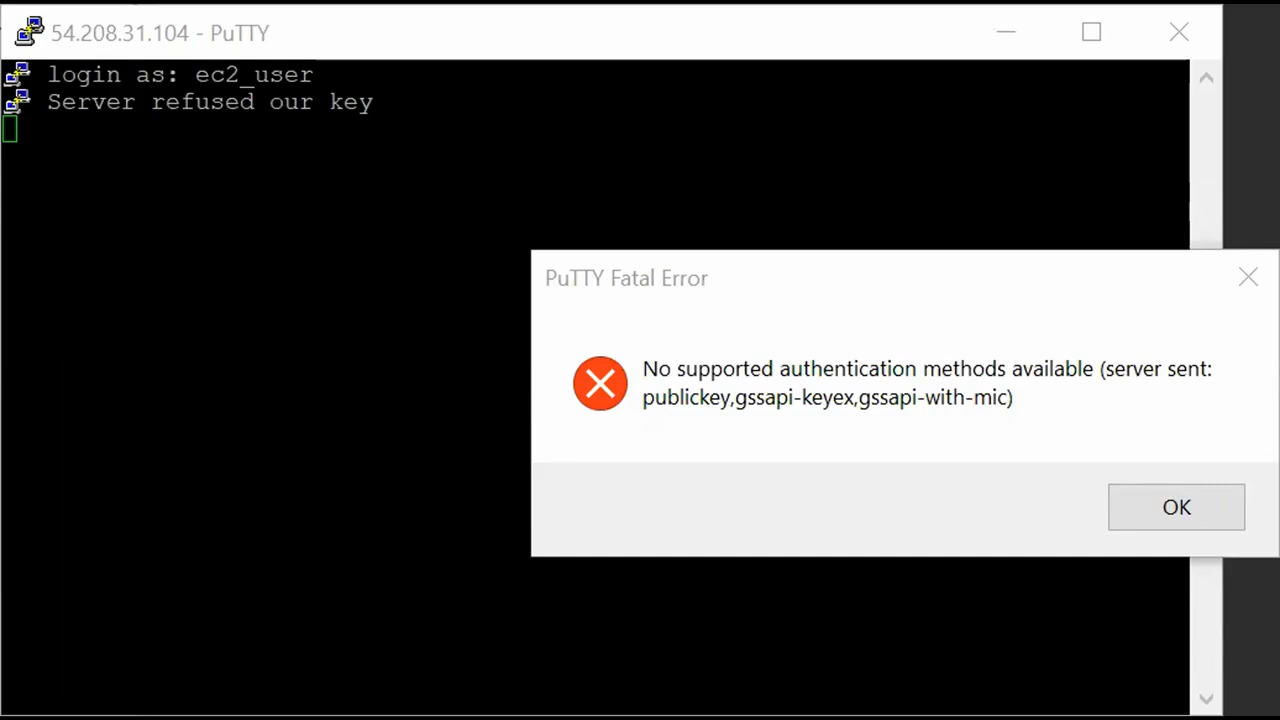 54.208.31.104 - PuTTY
login as: ec2_user
Server refused our key
PuTTY Fatal Error
No supported authentication methods available (server sent:
publickey,gssapi-keyex,gssapi-with-mic)
OK